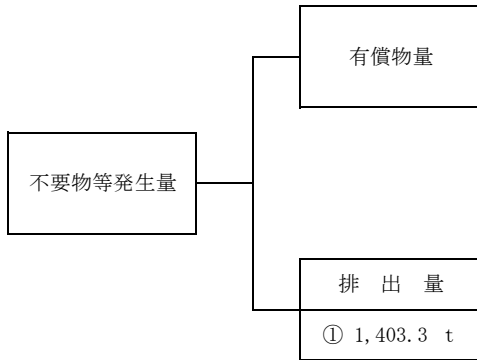 有償物量
不要物等発生量
排 出 量
① 1,403.3 t